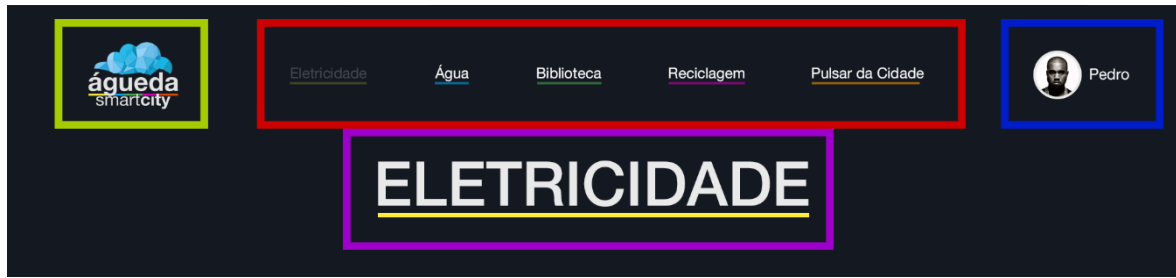 águeda
smartcity
Eletricidade
Água
Biblioteca
Reciclagem
Pulsar da Cidade
Pedro
ELETRICIDADE